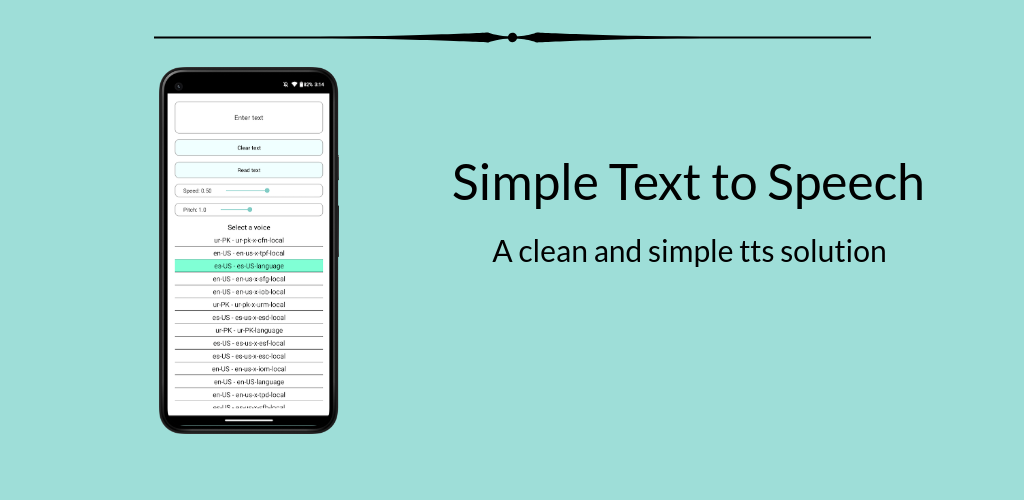 82% 3:14
Enter text
Clear text
Read text
Speed: 0.50
Pitch: 1.0
Select a voice
ur-PK - ur-pk-x-cfn-local
en-US - en-us-x-tpf-local
es-US - es-US-language
en-US - en-us-x-sfg-local
en-US - en-us-x-iob-local
ur-PK - ur-pk-x-urm-local
es-US - es-us-x-esd-local
ur-PK - ur-PK-language
es-US - es-us-x-esf-local
es-US - es-us-x-esc-local
en-US - en-us-x-iom-local
en-US - en-US-language
en-US - en-us-x-tpd-local
Simple Text to Speech
A clean and simple tts solution